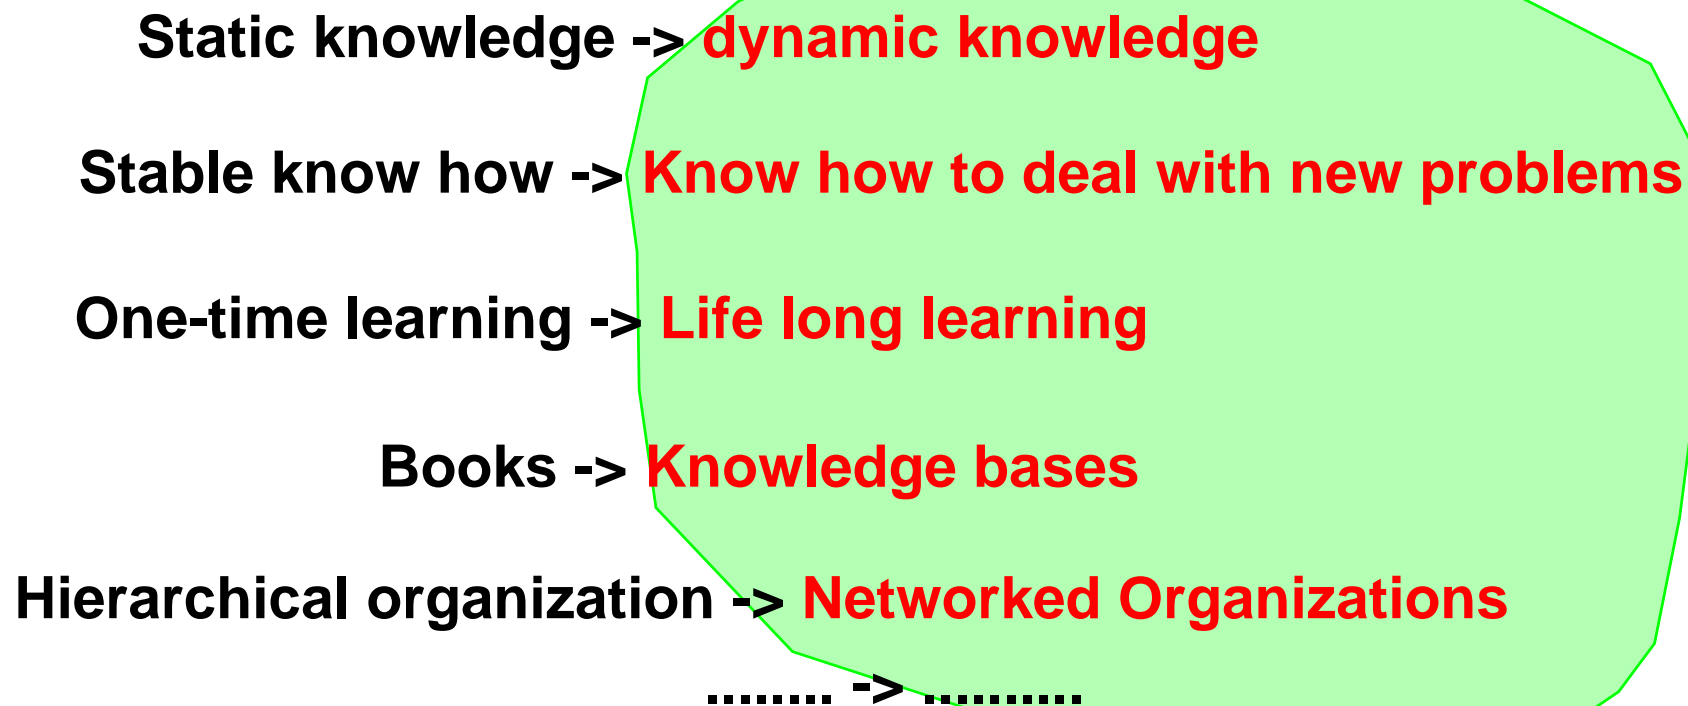 Static knowledge -> dynamic knowledge
Stable know how -> Know how to deal with new problems
One-time learning -> Life long learning
Books -> Knowledge bases
Hierarchical organization -> Networked Organizations
........ -> ..........